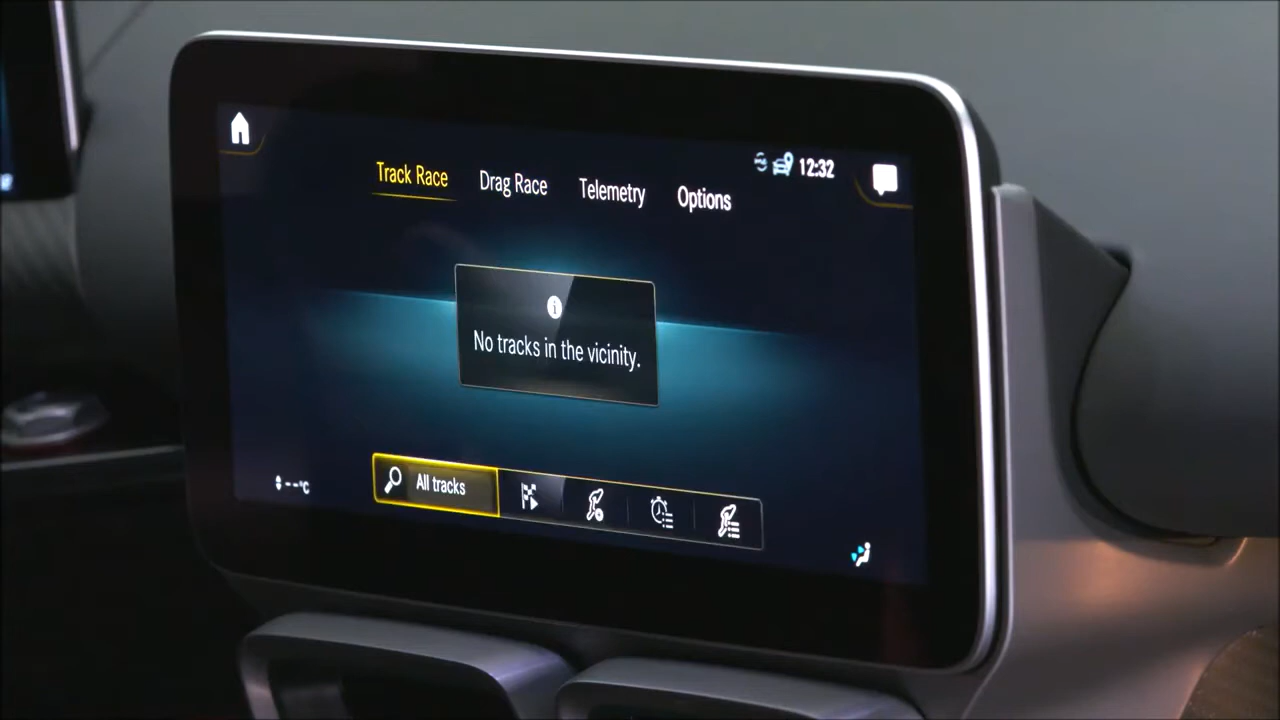 12:32
Track Race Drag Race Telemetry Options
No tracks in the vicinity.
All tracks
--°C